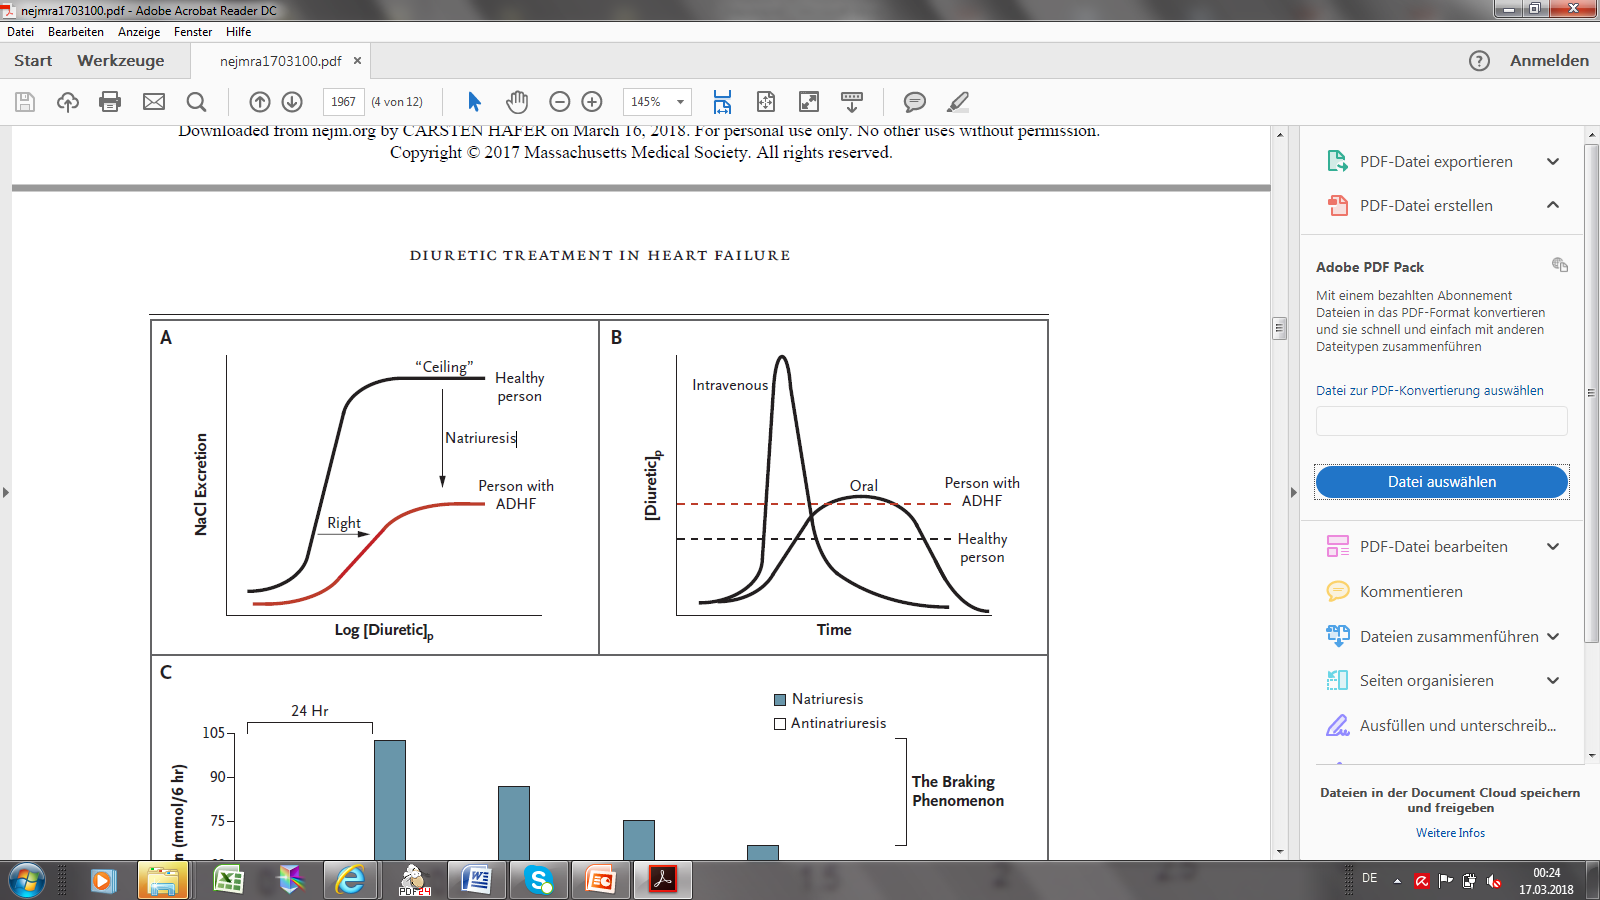 nejmra1703100.pdf - Adobe Acrobat Reader DC
Datei Bearbeiten Anzeige Fenster Hilfe
Start Werkzeuge nejmra1703100.pdf × Anmelden
1967 (4 von 12) 145%
Downloaded from nejm.org by CARSTEN HAFER on March 16, 2018. For personal use only. No other uses without permission.
Copyright © 2017 Massachusetts Medical Society. All rights reserved.
DIURETIC TREATMENT IN HEART FAILURE
A
“Ceiling”
Healthy
person
Natriuresis
Person with
ADHF
Right
NaCl Excretion
Log [Diuretic]p
B
Intravenous
Oral
Person with
ADHF
Healthy
person
[Diuretic]p
Time
C
24 Hr
Natriuresis
Antinatriuresis
105
90
75
(mmol/6 hr)
The Braking
Phenomenon
PDF-Datei exportieren
PDF-Datei erstellen
Adobe PDF Pack
Mit einem bezahlten Abonnement
Dateien in das PDF-Format konvertieren
und sie schnell und einfach mit anderen
Dateitypen zusammenführen
Datei zur PDF-Konvertierung auswählen
Datei auswählen
PDF-Datei bearbeiten
Kommentieren
Dateien zusammenführen
Seiten organisieren
Ausfüllen und unterschreib...
Dateien in der Document Cloud speichern
und freigeben
Weitere Infos
PDF24
DE
00:24
17.03.2018